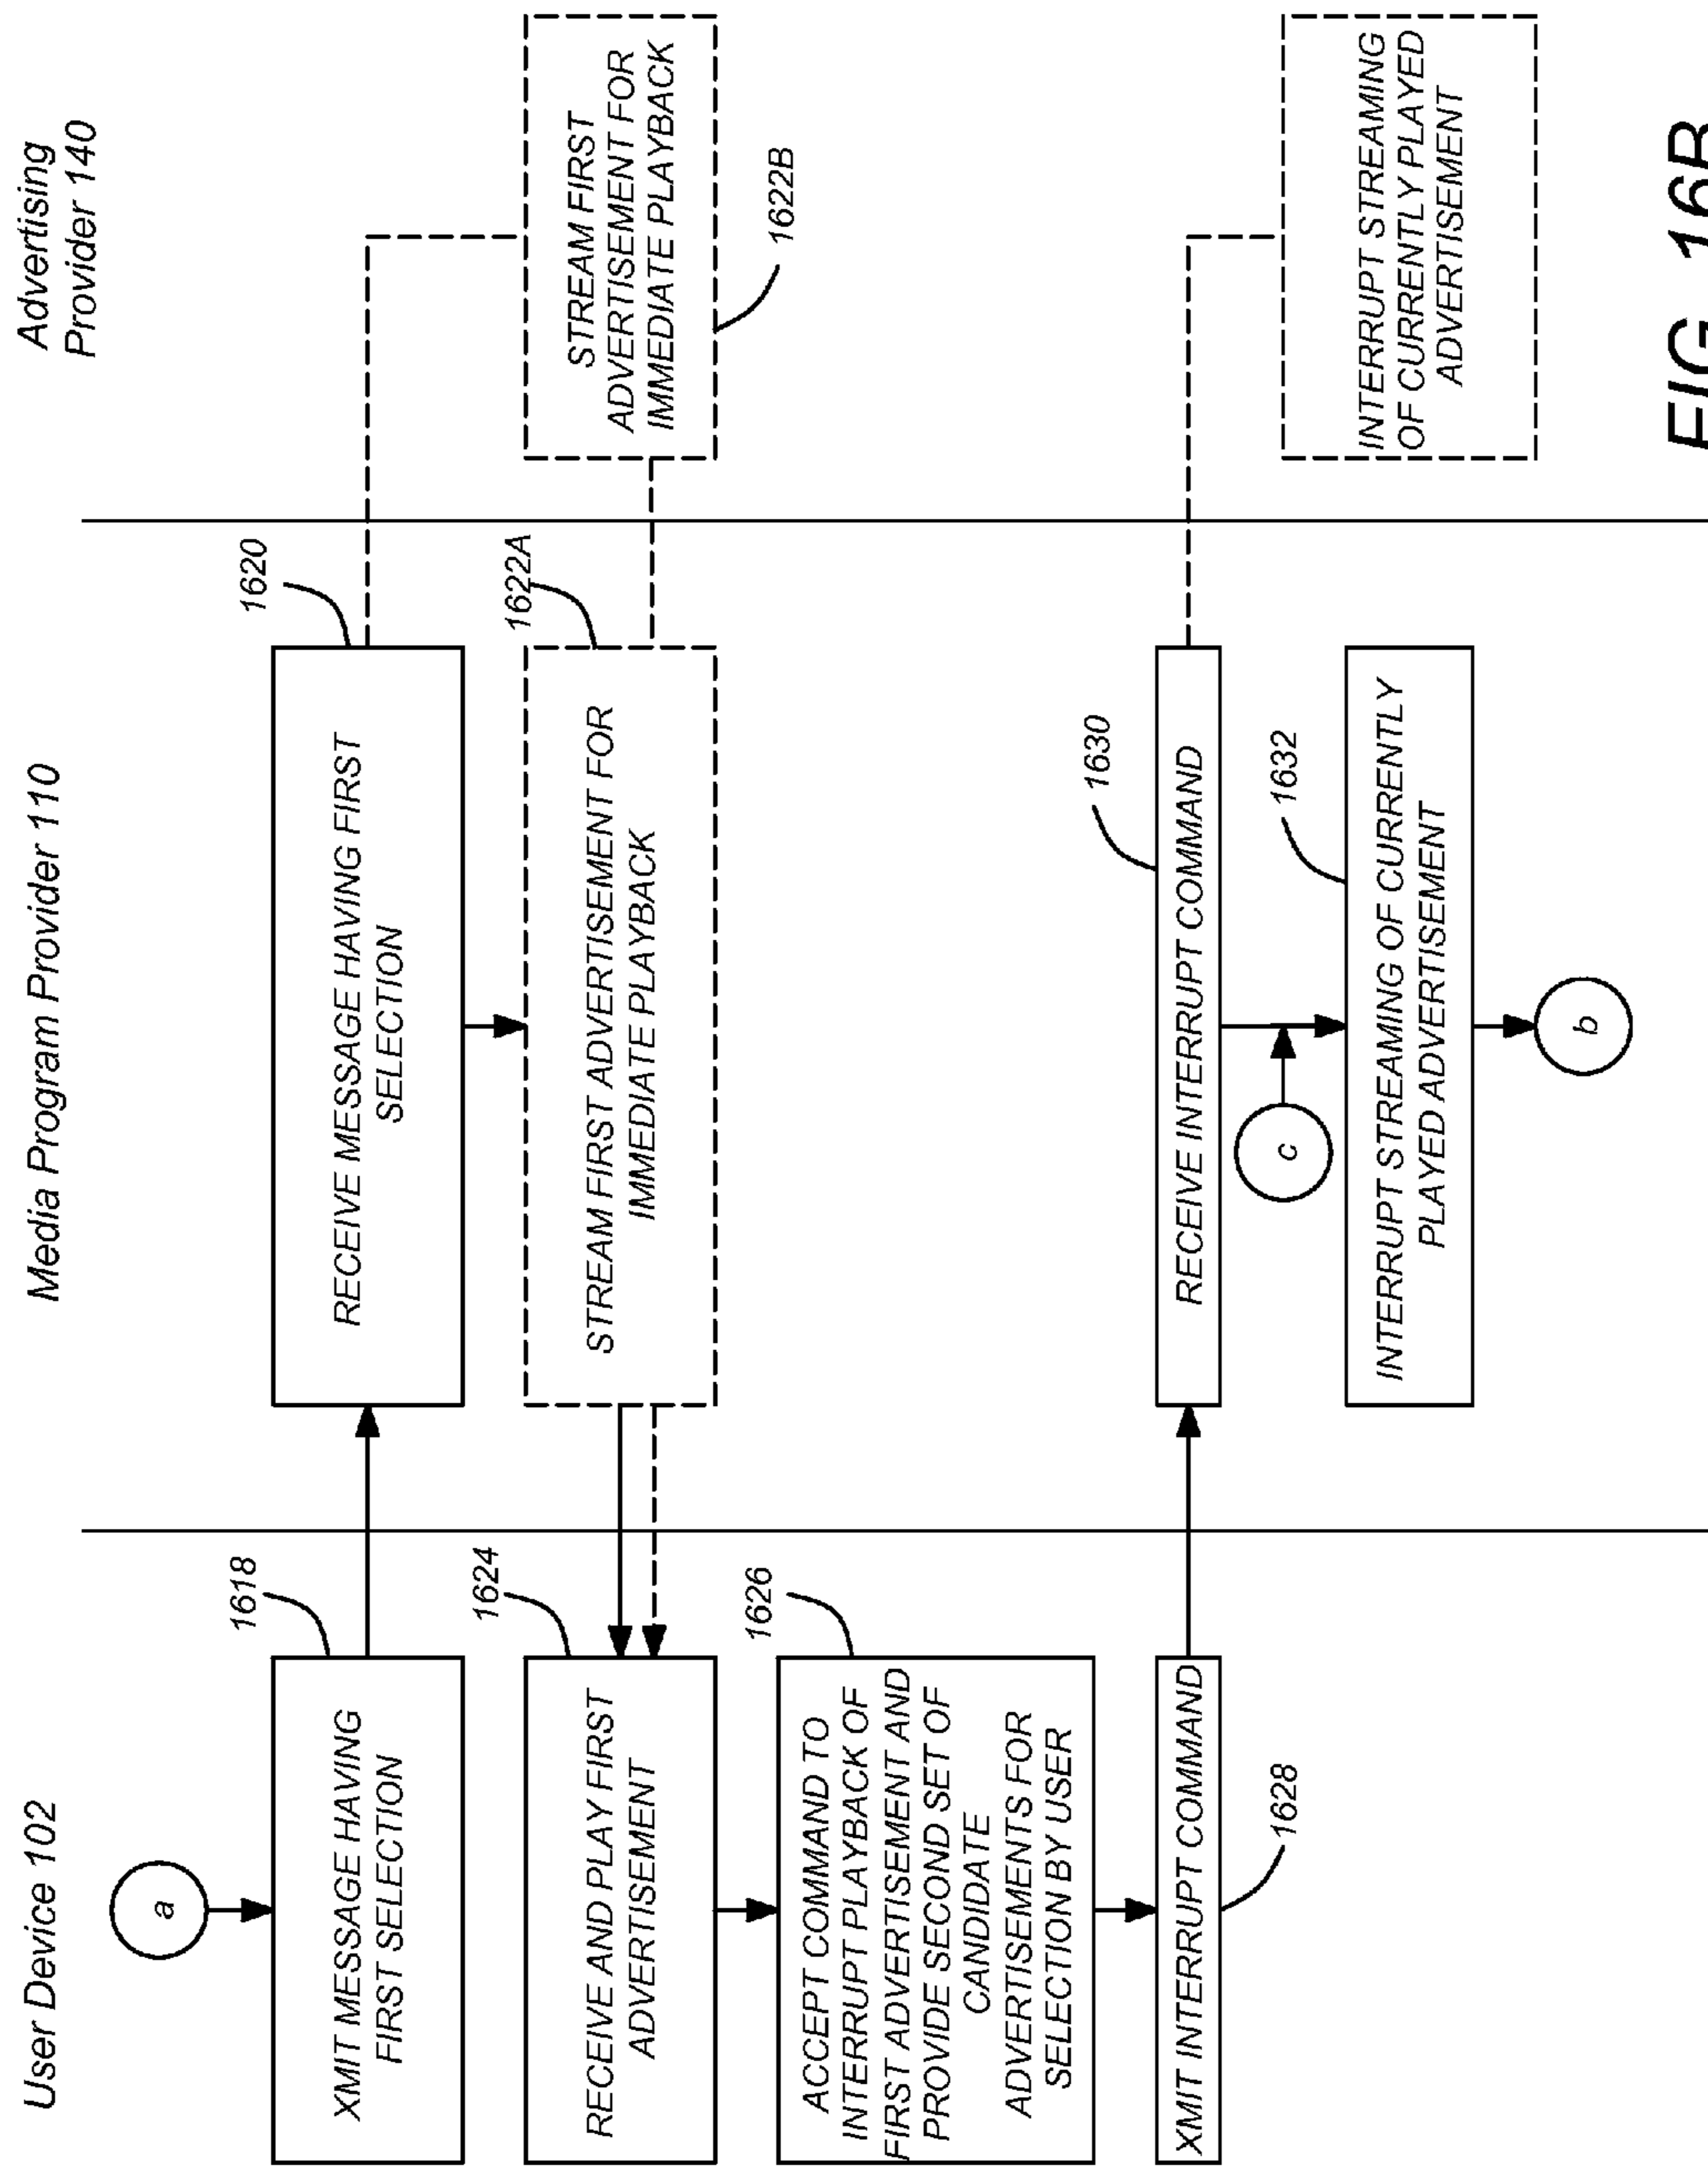 User Device 102
Media Program Provider 110
Advertising
Provider 140
a
1618
XMIT MESSAGE HAVING
FIRST SELECTION
1620
RECEIVE MESSAGE HAVING FIRST
SELECTION
1624
RECEIVE AND PLAY FIRST
ADVERTISEMENT
1622A
STREAM FIRST ADVERTISEMENT FOR
IMMEDIATE PLAYBACK
STREAM FIRST
ADVERTISEMENT FOR
IMMEDIATE PLAYBACK
1622B
1626
ACCEPT COMMAND TO
INTERRUPT PLAYBACK OF
FIRST ADVERTISEMENT AND
PROVIDE SECOND SET OF
CANDIDATE
ADVERTISEMENTS FOR
SELECTION BY USER
XMIT INTERRUPT COMMAND
1628
1630
RECEIVE INTERRUPT COMMAND
c
1632
INTERRUPT STREAMING OF CURRENTLY
PLAYED ADVERTISEMENT
b
INTERRUPT STREAMING
OF CURRENTLY PLAYED
ADVERTISEMENT
FIG. 16B